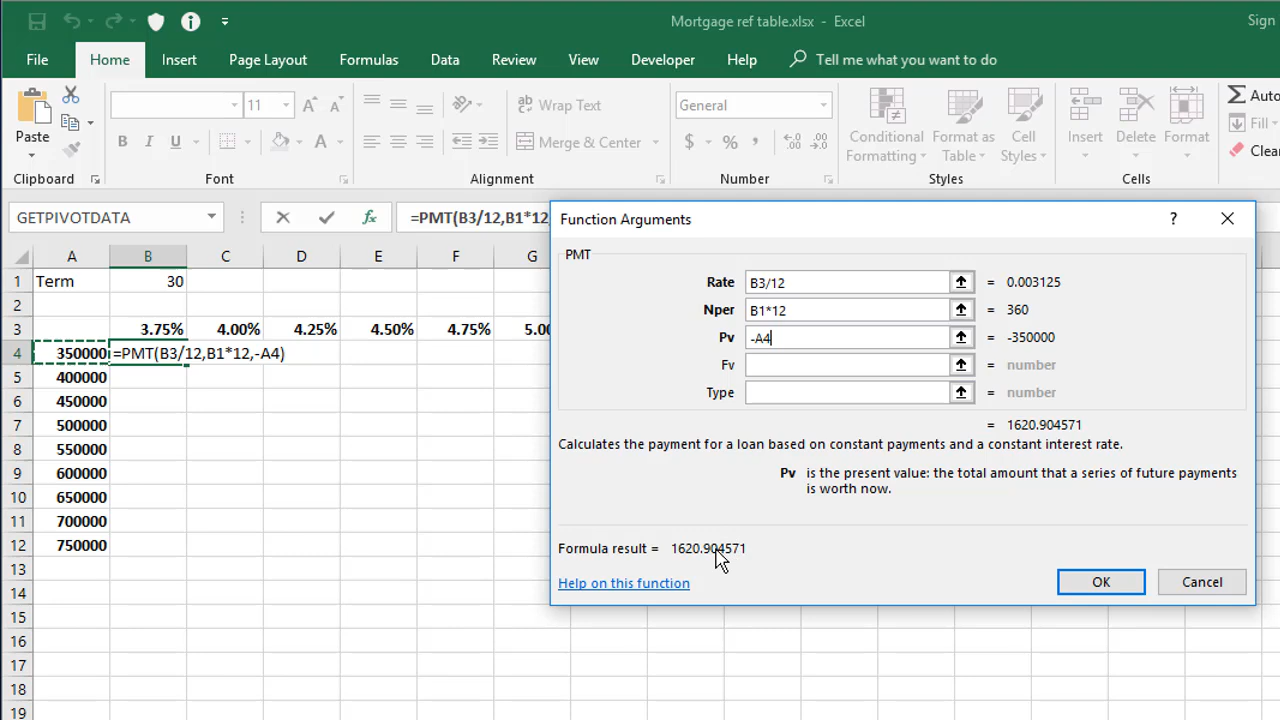 Mortgage ref table.xlsx - Excel
Sign
File Home Insert Page Layout Formulas Data Review View Developer Help Tell me what you want to do
Paste
11
B I U A
Wrap Text
Merge & Center
General
$ %
Conditional Formatting
Format as Table
Cell Styles
Insert Delete Format
Auto
Fill
Clear
Clipboard Font Alignment Number Styles Cells
GETPIVOTDATA fx =PMT(B3/12,B1*12,
A B C D E F G
1 Term 30
2
3 3.75% 4.00% 4.25% 4.50% 4.75% 5.00
4 350000 =PMT(B3/12,B1*12,-A4)
5 400000
6 450000
7 500000
8 550000
9 600000
10 650000
11 700000
12 750000
13
14
15
16
17
18
19
Function Arguments ?
PMT
Rate B3/12 = 0.003125
Nper B1*12 = 360
Pv -A4 = -350000
Fv = number
Type = number
= 1620.904571
Calculates the payment for a loan based on constant payments and a constant interest rate.
Pv is the present value: the total amount that a series of future payments
is worth now.
Formula result = 1620.904571
Help on this function
OK Cancel